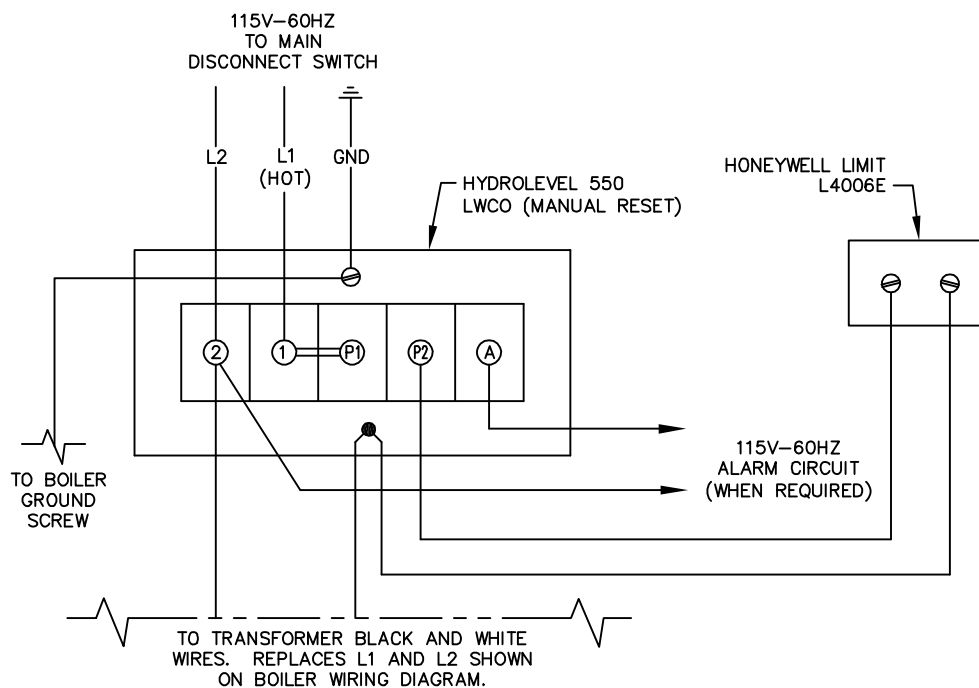 115V-60HZ
TO MAIN
DISCONNECT SWITCH
L2
L1
(HOT)
GND
HYDROLEVEL 550
LWCO (MANUAL RESET)
HONEYWELL LIMIT
L4006E
2
1
P1
P2
A
TO BOILER
GROUND
SCREW
115V-60HZ
ALARM CIRCUIT
(WHEN REQUIRED)
TO TRANSFORMER BLACK AND WHITE
WIRES. REPLACES L1 AND L2 SHOWN
ON BOILER WIRING DIAGRAM.